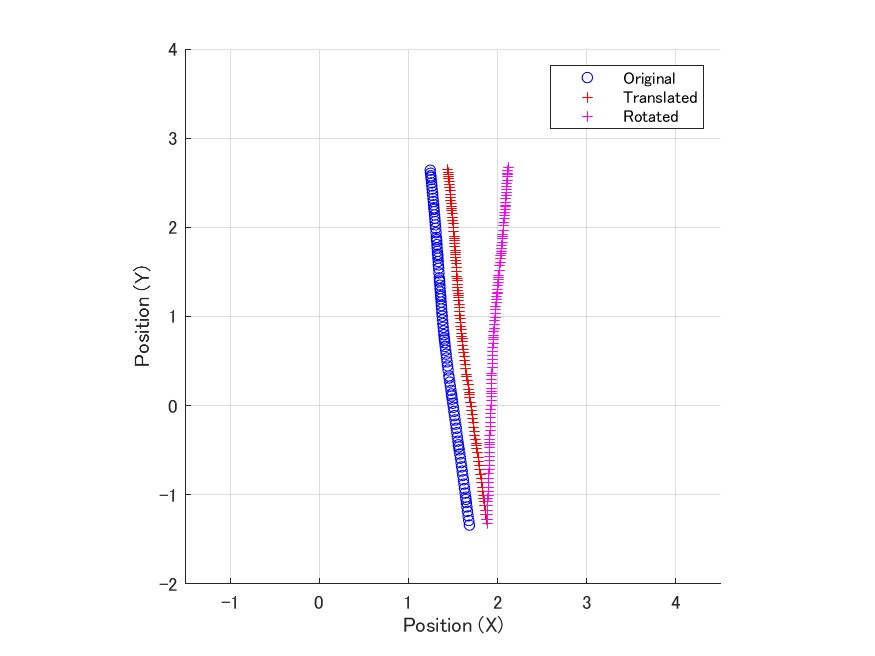 4
3
2
1
0
−1
−2
−1
0
1
2
3
4
Position (X)
Position (Y)
Original
Translated
Rotated